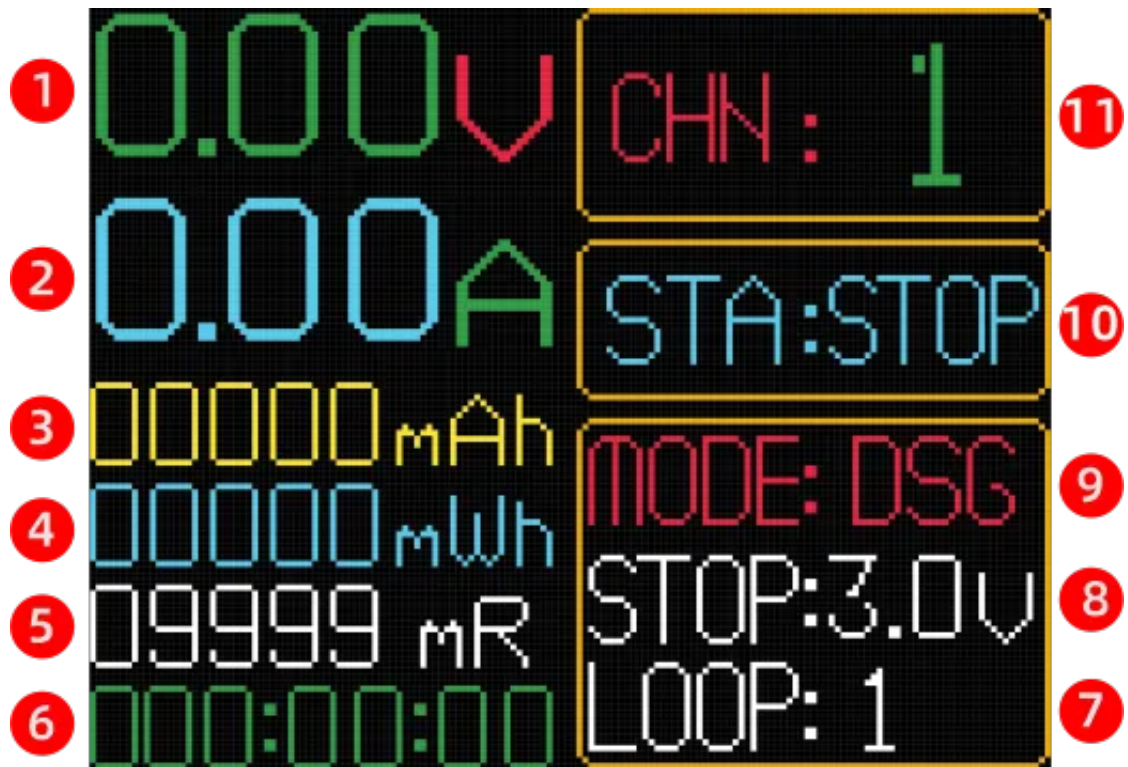 1 0.00V
2 0.00A
3 00000 mAh
4 00000 mWh
5 09999 mR
6 000:00:00
CHN: 1 11
STA:STOP 10
MODE: DSG 9
STOP:3.0V 8
LOOP: 1 7